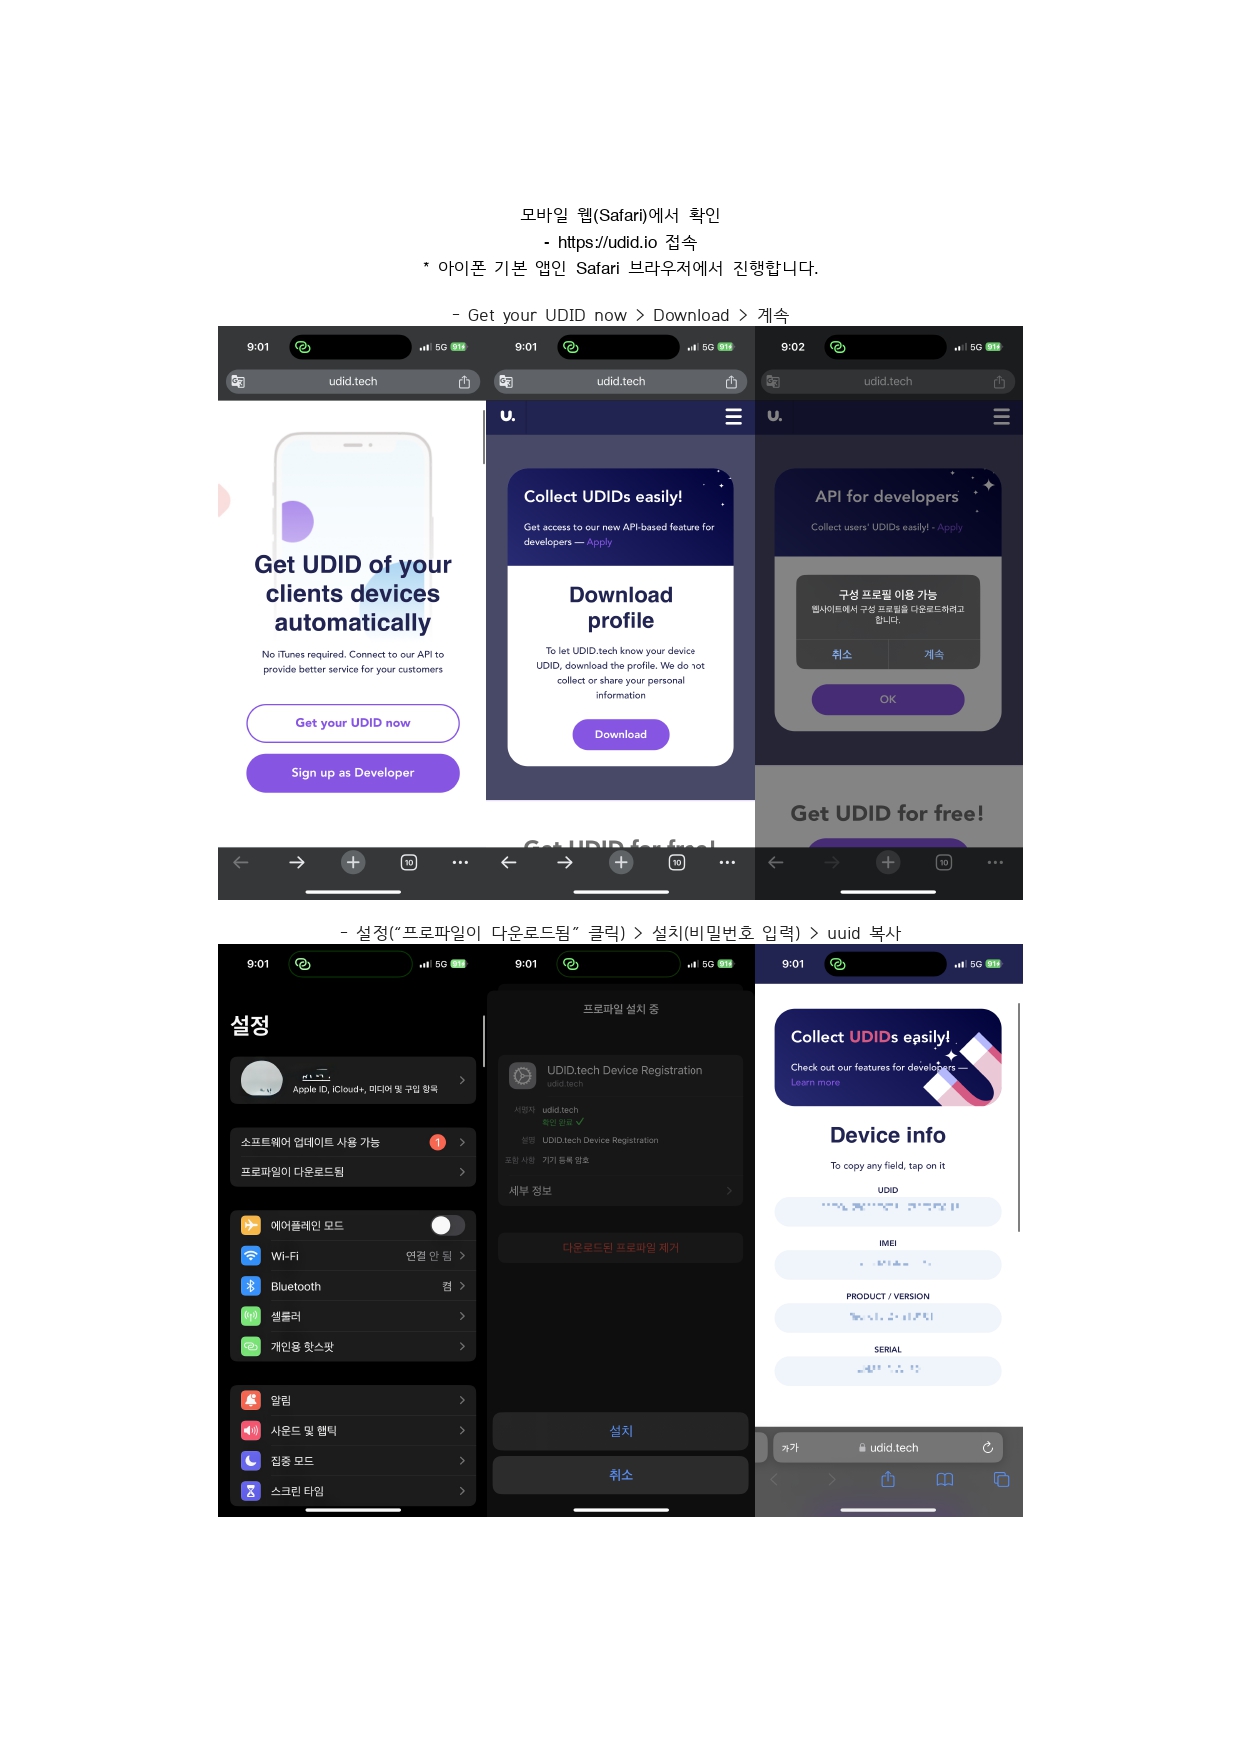 모바일 웹(Safari)에서 확인
- https://udid.io 접속
* 아이폰 기본 앱인 Safari 브라우저에서 진행합니다.
- Get your UDID now > Download > 계속
9:01
5G
91
udid.tech
Get UDID of your
clients devices
automatically
No iTunes required. Connect to our API to
provide better service for your customers
Get your UDID now
Sign up as Developer
10
9:01
5G
91
udid.tech
U.
Collect UDIDs easily!
Get access to our new API-based feature for
developers — Apply
Download
profile
To let UDID.tech know your device
UDID, download the profile. We do not
collect or share your personal
information
Download
Get UDID for free!
10
9:02
5G
91
udid.tech
U.
API for developers
Collect users' UDIDs easily! - Apply
구성 프로필 이용 가능
웹사이트에서 구성 프로필을 다운로드하려고
합니다.
취소
계속
OK
Get UDID for free!
10
- 설정(“프로파일이 다운로드됨” 클릭) > 설치(비밀번호 입력) > uuid 복사
9:01
5G
91
설정
Apple ID, iCloud+, 미디어 및 구입 항목
소프트웨어 업데이트 사용 가능
1
프로파일이 다운로드됨
에어플레인 모드
Wi-Fi
연결 안 됨
Bluetooth
켬
셀룰러
개인용 핫스팟
알림
사운드 및 햅틱
집중 모드
스크린 타임
9:01
5G
91
프로파일 설치 중
UDID.tech Device Registration
udid.tech
서명자 udid.tech
확인 완료
설명 UDID.tech Device Registration
포함 사항 기기 등록 암호
세부 정보
다운로드된 프로파일 제거
설치
취소
9:01
5G
91
Collect UDIDs easily!
Check out our features for developers —
Learn more
Device info
To copy any field, tap on it
UDID
IMEI
PRODUCT / VERSION
SERIAL
가가
udid.tech